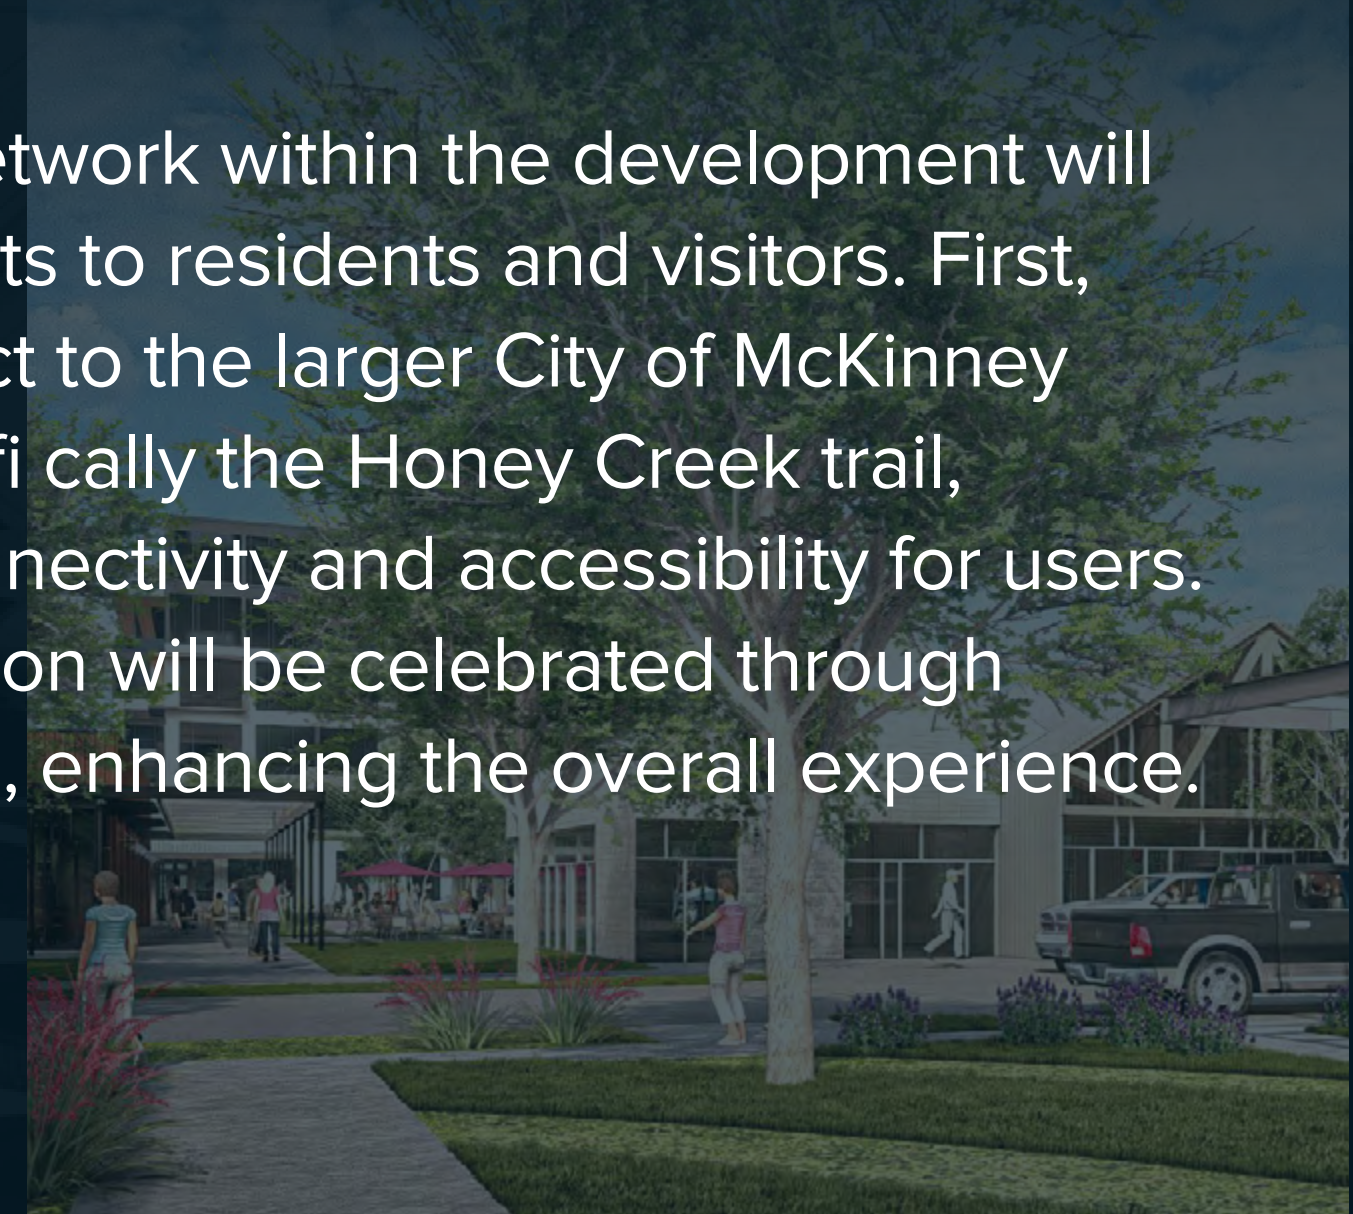 etwork within the development will
ts to residents and visitors. First,
ct to the larger City of McKinney
fi cally the Honey Creek trail,
nectivity and accessibility for users.
on will be celebrated through
, enhancing the overall experience.